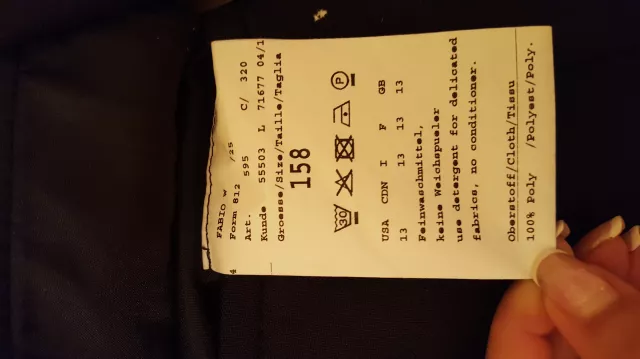 FABIO w /25
Form 812
Art. 595 C/ 320
Kunde 55503 L 71677 04/1
Groesse/Size/Taille/Taglia
158
30 P
USA CDN I F GB
13 13 13 13
Feinwaschmittel,
keine Weichspueler
use detergent for delicated
fabrics, no conditioner.
Oberstoff/Cloth/Tissu
100% Poly /Polyest/Poly.
4